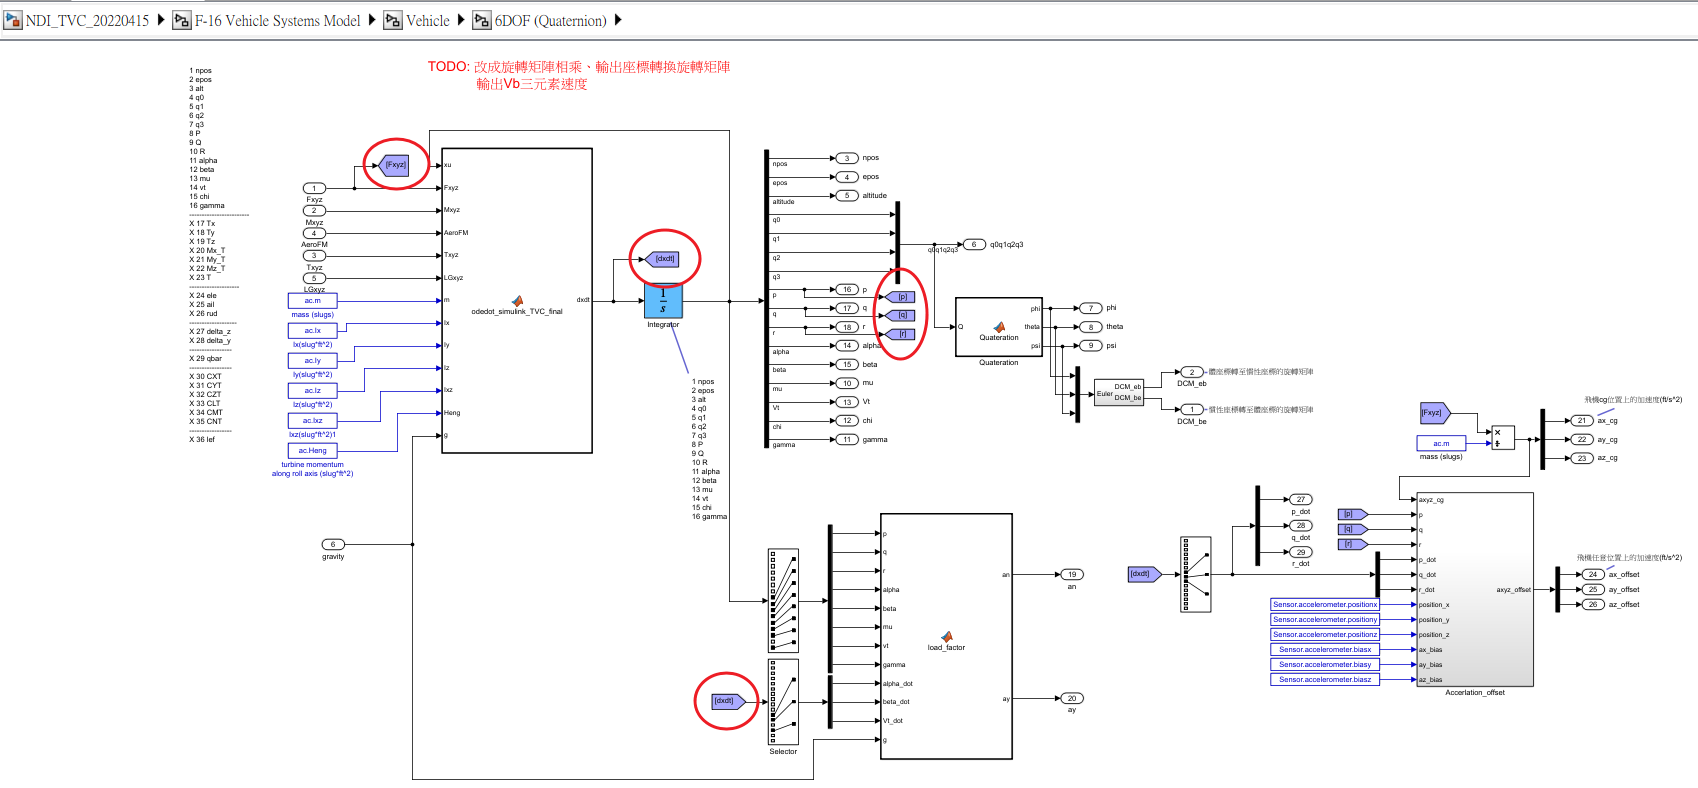 NDI_TVC_20220415 ▶ F-16 Vehicle Systems Model ▶ Vehicle ▶ 6DOF (Quaternion) ▶
TODO: 改成旋轉矩陣相乘、輸出座標轉換旋轉矩陣
輸出Vb三元素速度
1 npos
2 epos
3 alt
4 q0
5 q1
6 q2
7 q3
8 P
9 Q
10 R
11 alpha
12 beta
13 mu
14 vt
15 chi
16 gamma
------------------------
X 17 Tx
X 18 Ty
X 19 Tz
X 20 Mx_T
X 21 My_T
X 22 Mz_T
X 23 T
--------------------
X 24 ele
X 25 ail
X 26 rud
-------------------
X 27 delta_z
X 28 delta_y
-----------------
X 29 qbar
-----------------
X 30 CXT
X 31 CYT
X 32 CZT
X 33 CLT
X 34 CMT
X 35 CNT
-----------------
X 36 lef
[Fxyz]
1
Fxyz
2
Mxyz
4
AeroFM
3
Txyz
5
LGxyz
ac.m
mass (slugs)
ac.Ix
Ix(slug*ft^2)
ac.Iy
Iy(slug*ft^2)
ac.Iz
Iz(slug*ft^2)
ac.Ixz
Ixz(slug*ft^2)1
ac.Heng
turbine momentum
along roll axis (slug*ft^2)
6
gravity
xu
Fxyz
Mxyz
AeroFM
Txyz
LGxyz
m
Ix
Iy
Iz
Ixz
Heng
g
odedot_simulink_TVC_final
dxdt
[dxdt]
1
s
Integrator
1 npos
2 epos
3 alt
4 q0
5 q1
6 q2
7 q3
8 P
9 Q
10 R
11 alpha
12 beta
13 mu
14 vt
15 chi
16 gamma
npos
epos
altitude
q0
q1
q2
q3
p
q
r
alpha
beta
mu
Vt
chi
gamma
3 npos
4 epos
5 altitude
16 p
17 q
18 r
14 alpha
15 beta
10 mu
13 Vt
12 chi
11 gamma
[p]
[q]
[r]
q0q1q2q3
6 q0q1q2q3
Q
Quateration
phi
theta
psi
Quateration
7 phi
8 theta
9 psi
Euler
DCM_eb
DCM_be
2
DCM_eb
體座標轉至慣性座標的旋轉矩陣
1
DCM_be
慣性座標轉至體座標的旋轉矩陣
[dxdt]
Selector
p
q
r
alpha
beta
mu
vt
gamma
alpha_dot
beta_dot
Vt_dot
g
load_factor
an
ay
19
an
20
ay
[dxdt]
27
p_dot
28
q_dot
29
r_dot
飛機cg位置上的加速度(ft/s^2)
[Fxyz]
ac.m
mass (slugs)
×
÷
21 ax_cg
22 ay_cg
23 az_cg
[p]
[q]
[r]
Sensor.accelerometer.positionx
Sensor.accelerometer.positiony
Sensor.accelerometer.positionz
Sensor.accelerometer.biasx
Sensor.accelerometer.biasy
Sensor.accelerometer.biasz
axyz_cg
p
q
r
p_dot
q_dot
r_dot
position_x
position_y
position_z
ax_bias
ay_bias
az_bias
axyz_offset
Accerlation_offset
飛機任意位置上的加速度(ft/s^2)
24 ax_offset
25 ay_offset
26 az_offset